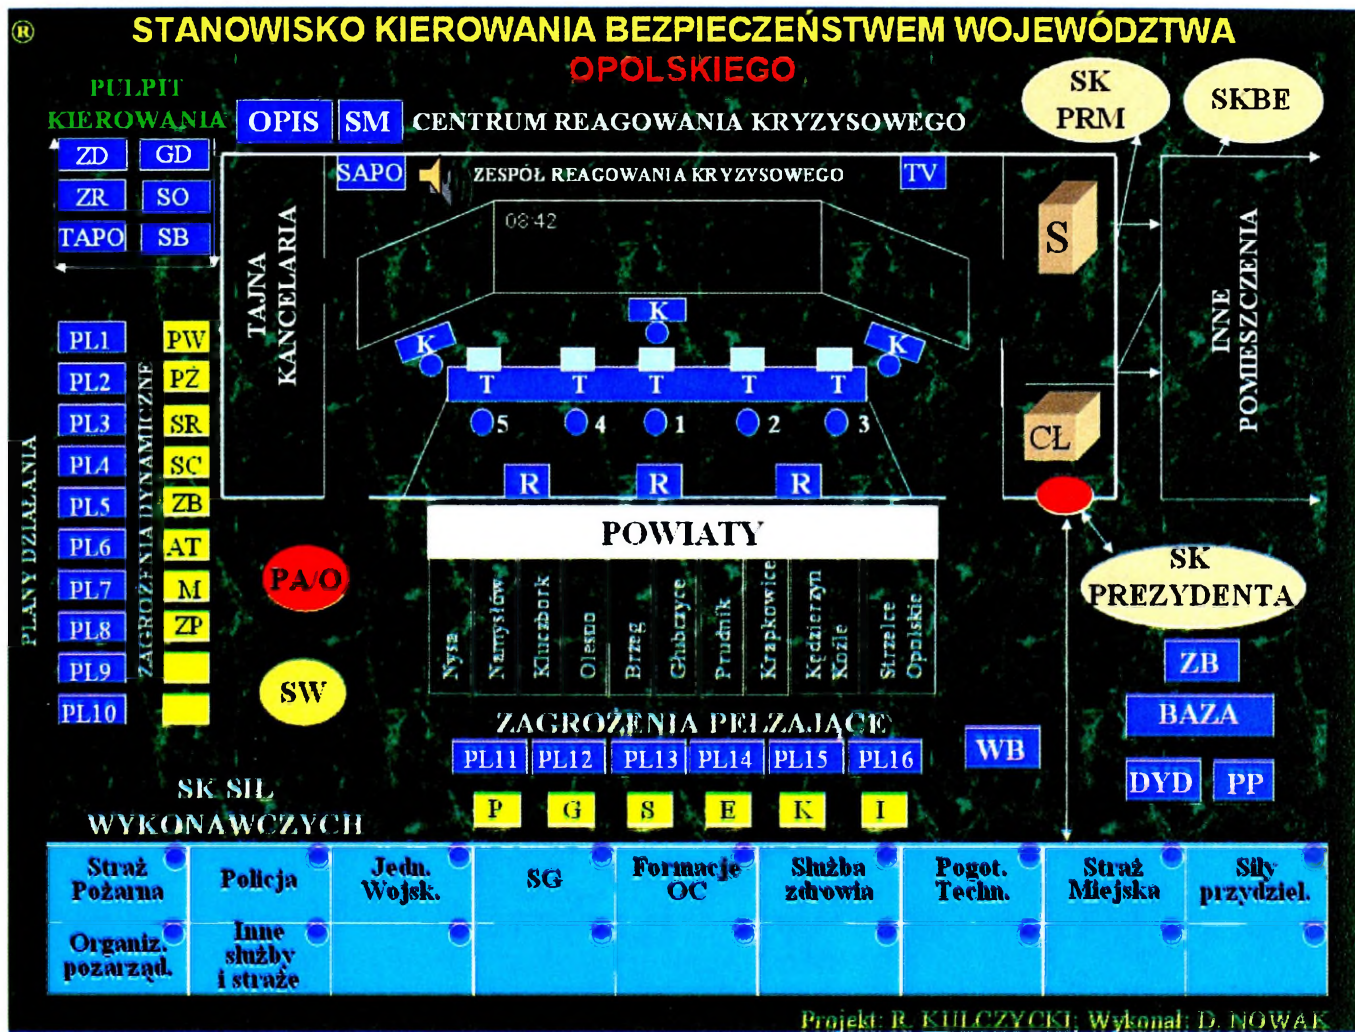 ®
STANOWISKO KIEROWANIA BEZPIECZEŃSTWEM WOJEWÓDZTWA
OPOLSKIEGO
PULPIT
KIEROWANIA
ZD
GD
ZR
SO
TAPO
SB
OPIS
SM
CENTRUM REAGOWANIA KRYZYSOWEGO
SK
PRM
SKBE
SAPO
ZESPÓŁ REAGOWANIA KRYZYSOWEGO
TV
TAJNA
KANCELARIA
08:42
S
INNE
POMIESZCZENIA
K
K
K
T
T
T
T
T
5
4
1
2
3
CŁ
R
R
R
PLANY DZIAŁANIA
PL1
PL2
PL3
PL4
PL5
PL6
PL7
PL8
PL9
PL10
ZAGROŻENIA DYNAMICZNE
PW
PŻ
SR
SC
ZB
AT
M
ZP
PA/O
SW
POWIATY
Nysa
Namysłów
Kluczbork
Olesno
Brzeg
Głubczyce
Prudnik
Krapkowice
Kędzierzyn
Koźle
Strzelce
Opolskie
SK
PREZYDENTA
ZB
BAZA
DYD
PP
WB
ZAGROŻENIA PEŁZAJĄCE
PL11
PL12
PL13
PL14
PL15
PL16
P
G
S
E
K
I
SK SIŁ
WYKONAWCZYCH
Straż
Pożarna
Policja
Jedn.
Wojsk.
SG
Formacje
OC
Służba
zdrowia
Pogot.
Techn.
Straż
Miejska
Siły
przydziel.
Organiz.
pozarząd.
Inne
służby
i straże
Projekt: R. KULCZYCKI; Wykonał: D. NOWAK